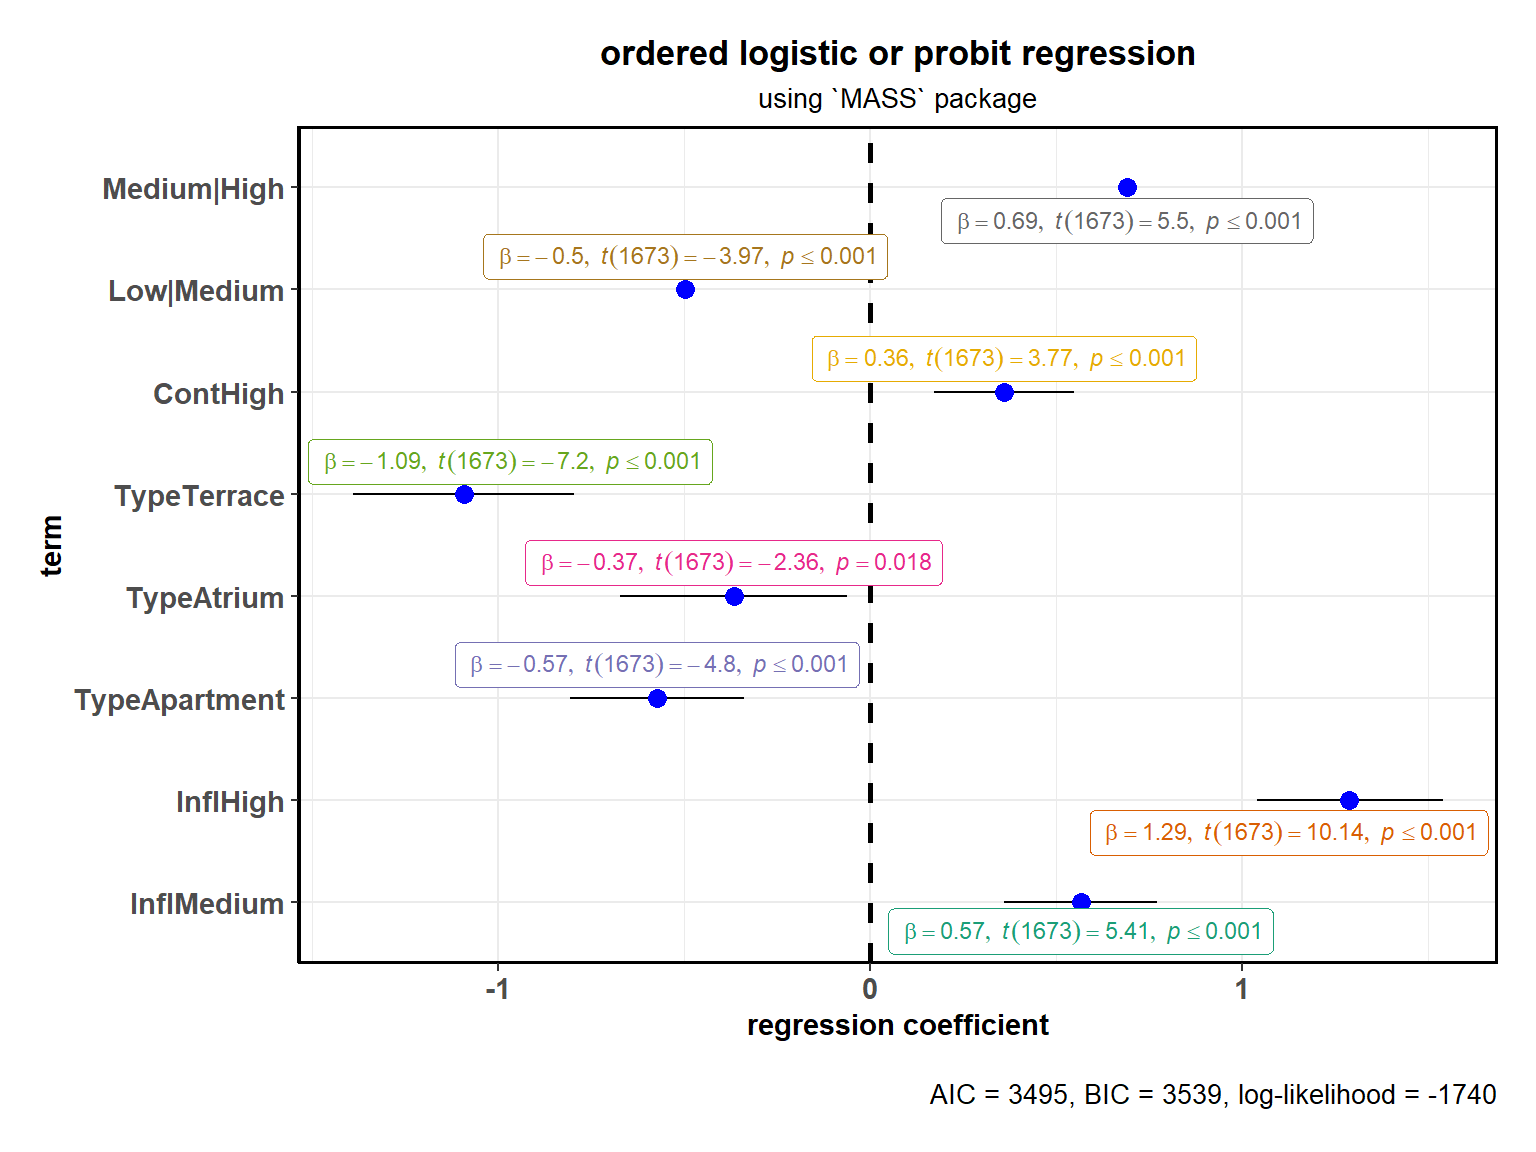 ordered logistic or probit regression
using `MASS` package
Medium|High
β = 0.69, t(1673) = 5.5, p ≤ 0.001
β = −0.5, t(1673) = −3.97, p ≤ 0.001
Low|Medium
β = 0.36, t(1673) = 3.77, p ≤ 0.001
ContHigh
β = −1.09, t(1673) = −7.2, p ≤ 0.001
TypeTerrace
term
β = −0.37, t(1673) = −2.36, p = 0.018
TypeAtrium
β = −0.57, t(1673) = −4.8, p ≤ 0.001
TypeApartment
InflHigh
β = 1.29, t(1673) = 10.14, p ≤ 0.001
InflMedium
β = 0.57, t(1673) = 5.41, p ≤ 0.001
-1 0 1
regression coefficient
AIC = 3495, BIC = 3539, log-likelihood = -1740